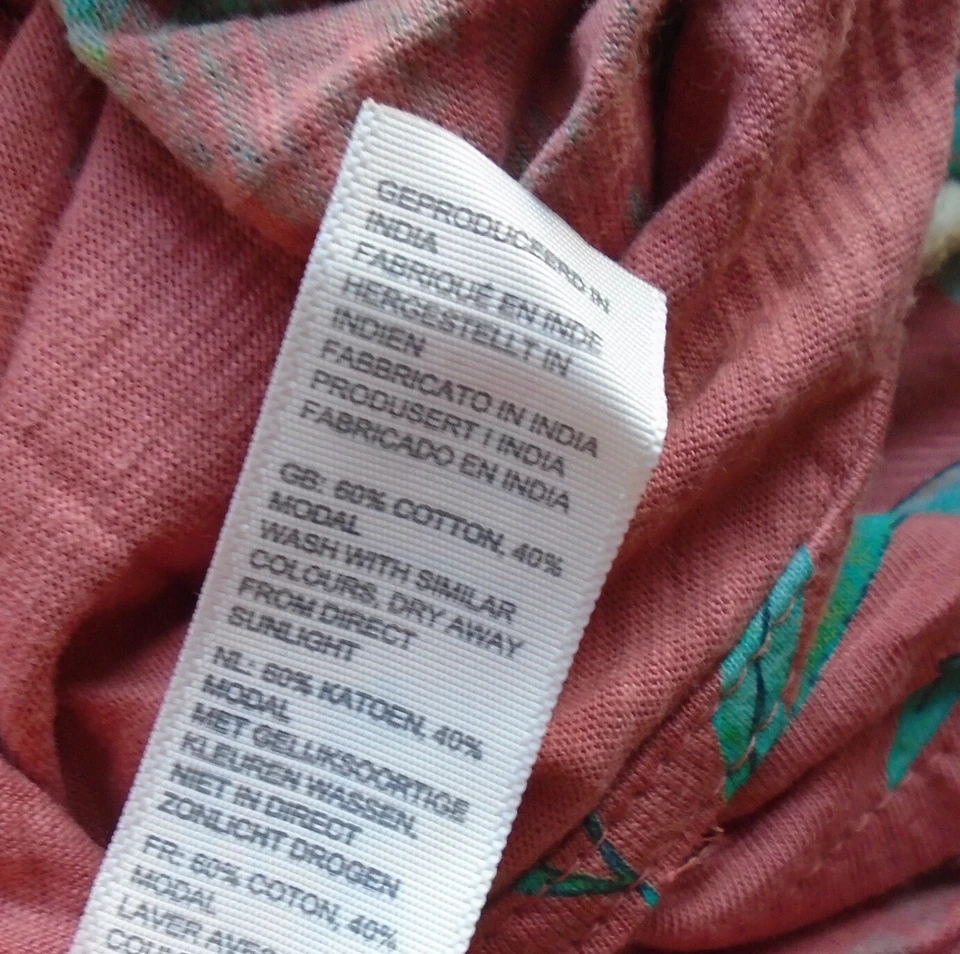 GEPRODUCEERD IN
INDIA
FABRIQUÉ EN INDE
HERGESTELLT IN
INDIEN
FABBRICATO IN INDIA
PRODUSERT I INDIA
FABRICADO EN INDIA
GB: 60% COTTON, 40%
MODAL
WASH WITH SIMILAR
COLOURS, DRY AWAY
FROM DIRECT
SUNLIGHT
NL: 60% KATOEN, 40%
MODAL
MET GELIJKSOORTIGE
KLEUREN WASSEN,
NIET IN DIRECT
ZONLICHT DROGEN
FR: 60% COTON, 40%
MODAL
LAVER AVEC